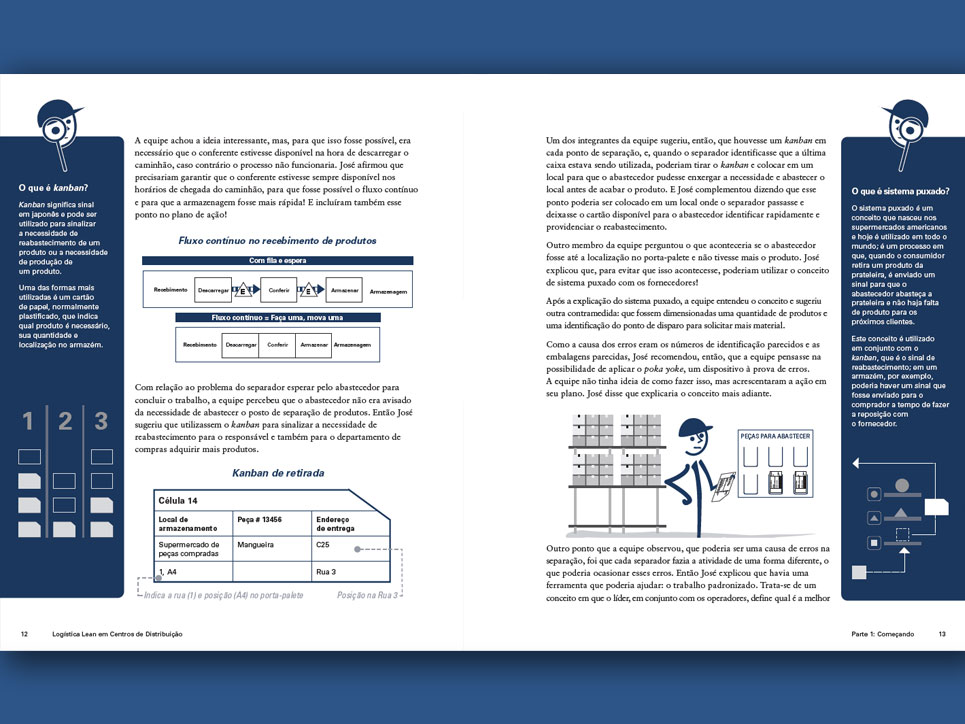 O que é kanban?
Kanban significa sinal
em japonês e pode ser
utilizado para sinalizar
a necessidade de
reabastecimento de um
produto ou a necessidade
de produção de
um produto.
Uma das formas mais
utilizadas é um cartão
de papel, normalmente
plastificado, que indica
qual produto é necessário,
sua quantidade e
localização no armazém.
1 2 3
A equipe achou a ideia interessante, mas, para que isso fosse possível, era
necessário que o conferente estivesse disponível na hora de descarregar o
caminhão, caso contrário o processo não funcionaria. José afirmou que
precisariam garantir que o conferente estivesse sempre disponível nos
horários de chegada do caminhão, para que fosse possível o fluxo contínuo
e para que a armazenagem fosse mais rápida! E incluíram também esse
ponto no plano de ação!
Fluxo contínuo no recebimento de produtos
Com fila e espera
Recebimento Descarregar E Conferir E Armazenar Armazenagem
Fluxo contínuo = Faça uma, mova uma
Recebimento Descarregar Conferir Armazenar Armazenagem
Com relação ao problema do separador esperar pelo abastecedor para
concluir o trabalho, a equipe percebeu que o abastecedor não era avisado
da necessidade de abastecer o posto de separação de produtos. Então José
sugeriu que utilizassem o kanban para sinalizar a necessidade de
reabastecimento para o responsável e também para o departamento de
compras adquirir mais produtos.
Kanban de retirada
Célula 14
Local de Peça # 13456 Endereço
armazenamento de entrega
Supermercado de Mangueira C25
peças compradas
1, A4 Rua 3
Indica a rua (1) e posição (A4) no porta-palete Posição na Rua 3
12 Logística Lean em Centros de Distribuição
Um dos integrantes da equipe sugeriu, então, que houvesse um kanban em
cada ponto de separação, e, quando o separador identificasse que a última
caixa estava sendo utilizada, poderiam tirar o kanban e colocar em um
local para que o abastecedor pudesse enxergar a necessidade e abastecer o
local antes de acabar o produto. E José complementou dizendo que esse
ponto poderia ser colocado em um local onde o separador passasse e
deixasse o cartão disponível para o abastecedor identificar rapidamente e
providenciar o reabastecimento.
Outro membro da equipe perguntou o que aconteceria se o abastecedor
fosse até a localização no porta-palete e não tivesse mais o produto. José
explicou que, para evitar que isso acontecesse, poderiam utilizar o conceito
de sistema puxado com os fornecedores!
Após a explicação do sistema puxado, a equipe entendeu o conceito e sugeriu
outra contramedida: que fossem dimensionadas uma quantidade de produtos e
uma identificação do ponto de disparo para solicitar mais material.
Como a causa dos erros eram os números de identificação parecidos e as
embalagens parecidas, José recomendou, então, que a equipe pensasse na
possibilidade de aplicar o poka yoke, um dispositivo à prova de erros.
A equipe não tinha ideia de como fazer isso, mas acrescentaram a ação em
seu plano. José disse que explicaria o conceito mais adiante.
PEÇAS PARA ABASTECER
Outro ponto que a equipe observou, que poderia ser uma causa de erros na
separação, foi que cada separador fazia a atividade de uma forma diferente, o
que poderia ocasionar esses erros. Então José explicou que havia uma
ferramenta que poderia ajudar: o trabalho padronizado. Trata-se de um
conceito em que o líder, em conjunto com os operadores, define qual é a melhor
O que é sistema puxado?
O sistema puxado é um
conceito que nasceu nos
supermercados americanos
e hoje é utilizado em todo o
mundo; é um processo em
que, quando o consumidor
retira um produto da
prateleira, é enviado um
sinal para que o
abastecedor abasteça a
prateleira e não haja falta
de produto para os
próximos clientes.
Este conceito é utilizado
em conjunto com o
kanban, que é o sinal de
reabastecimento; em um
armazém, por exemplo,
poderia haver um sinal que
fosse enviado para o
comprador a tempo de fazer
a reposição com
o fornecedor.
Parte 1: Começando 13